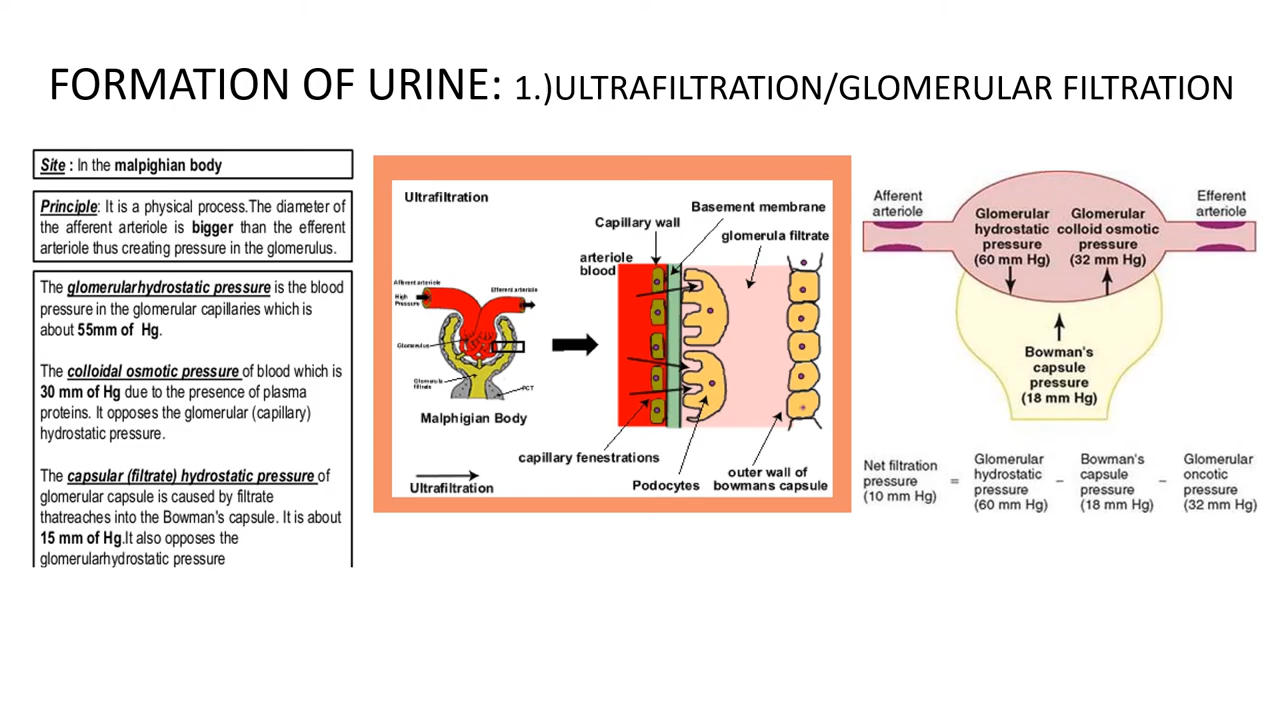 FORMATION OF URINE: 1.)ULTRAFILTRATION/GLOMERULAR FILTRATION
Site : In the malpighian body
Principle: It is a physical process.The diameter of
the afferent arteriole is bigger than the efferent
arteriole thus creating pressure in the glomerulus.
The glomerularhydrostatic pressure is the blood
pressure in the glomerular capillaries which is
about 55mm of Hg.
The colloidal osmotic pressure of blood which is
30 mm of Hg due to the presence of plasma
proteins. It opposes the glomerular (capillary)
hydrostatic pressure.
The capsular (filtrate) hydrostatic pressure of
glomerular capsule is caused by filtrate
thatreaches into the Bowman's capsule. It is about
15 mm of Hg.It also opposes the
glomerularhydrostatic pressure
Ultrafiltration
Afferent arteriole
High
Pressure
Efferent arteriole
Glomerulus
Glomerula
filtrate
PCT
Malphigian Body
Ultrafiltration
Basement membrane
Capillary wall
glomerula filtrate
arteriole
blood
capillary fenestrations
Podocytes
outer wall of
bowmans capsule
Afferent
arteriole
Efferent
arteriole
Glomerular
hydrostatic
pressure
(60 mm Hg)
Glomerular
colloid osmotic
pressure
(32 mm Hg)
Bowman's
capsule
pressure
(18 mm Hg)
Net filtration
pressure
(10 mm Hg)
=
Glomerular
hydrostatic
pressure
(60 mm Hg)
–
Bowman's
capsule
pressure
(18 mm Hg)
–
Glomerular
oncotic
pressure
(32 mm Hg)